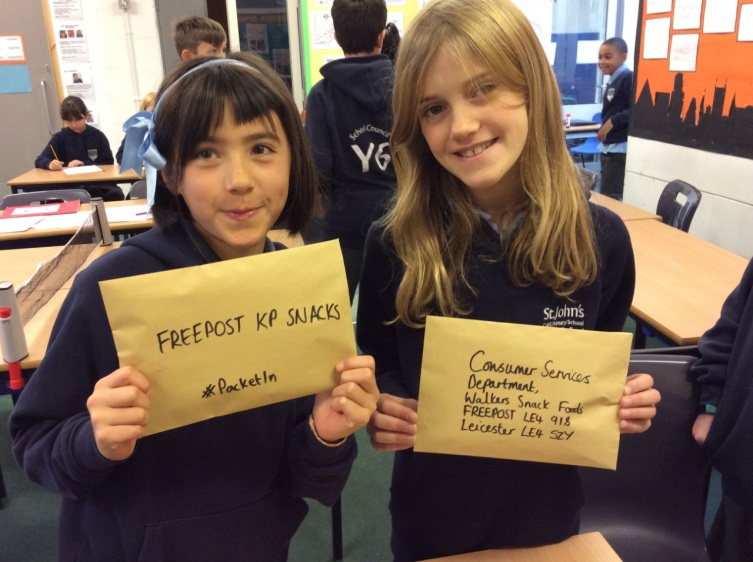 School Council
Y6
FREEPOST KP SNACKS
#PacketIn
St. John's
Consumer Services
Department,
Walkers Snack Foods
FREEPOST LE4 918
Leicester LE4 5ZY